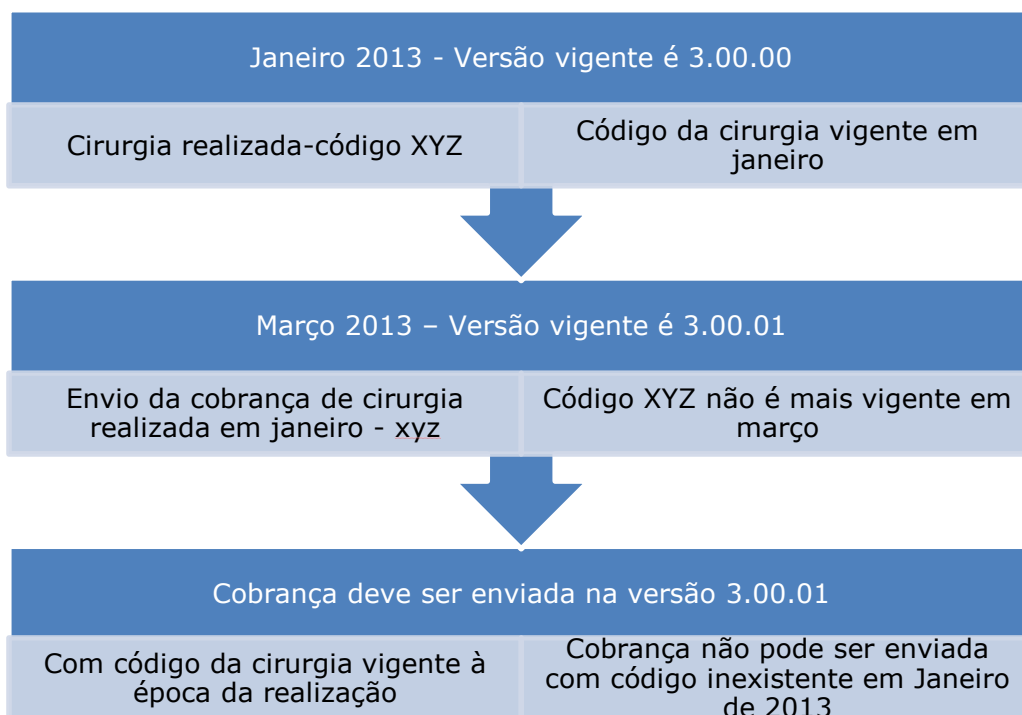 Janeiro 2013 - Versão vigente é 3.00.00
Cirurgia realizada-código XYZ
Código da cirurgia vigente em
janeiro
Março 2013 – Versão vigente é 3.00.01
Envio da cobrança de cirurgia
realizada em janeiro - xyz
Código XYZ não é mais vigente em
março
Cobrança deve ser enviada na versão 3.00.01
Com código da cirurgia vigente à
época da realização
Cobrança não pode ser enviada
com código inexistente em Janeiro
de 2013